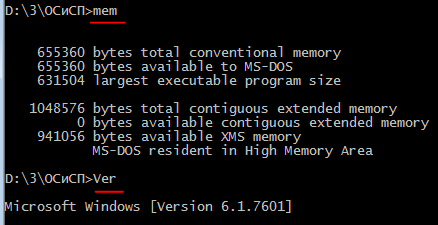 D:\3\ОСиСП>mem
655360 bytes total conventional memory
655360 bytes available to MS-DOS
631504 largest executable program size
1048576 bytes total contiguous extended memory
0 bytes available contiguous extended memory
941056 bytes available XMS memory
MS-DOS resident in High Memory Area
D:\3\ОСиСП>Ver
Microsoft Windows [Version 6.1.7601]